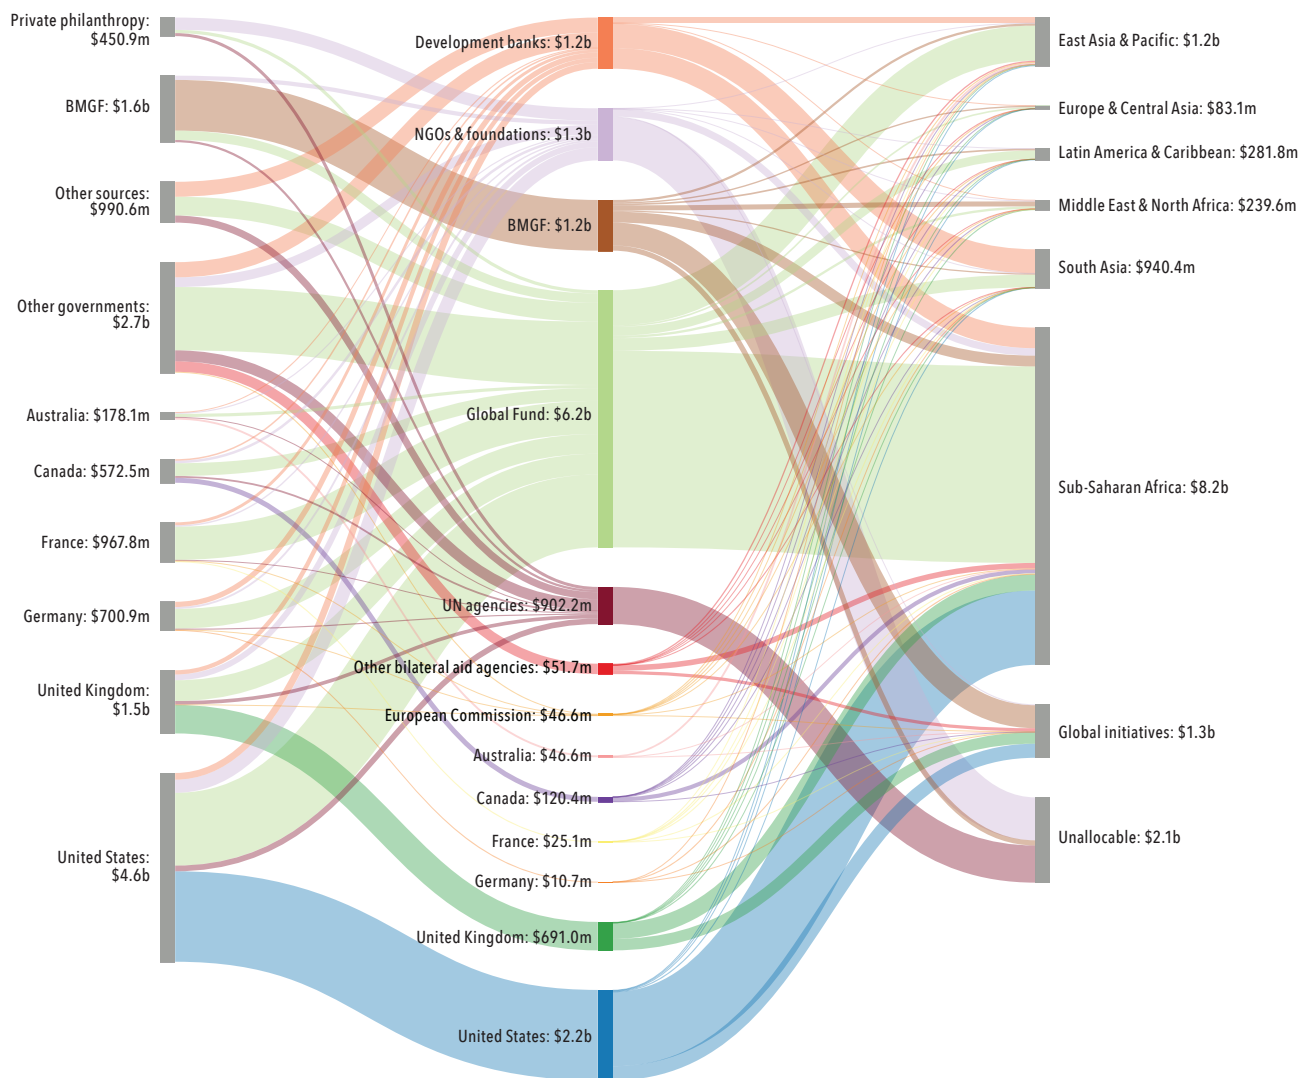 Private philanthropy:
$450.9m
BMGF: $1.6b
Other sources:
$990.6m
Other governments:
$2.7b
Australia: $178.1m
Canada: $572.5m
France: $967.8m
Germany: $700.9m
United Kingdom:
$1.5b
United States:
$4.6b
Development banks: $1.2b
NGOs & foundations: $1.3b
BMGF: $1.2b
Global Fund: $6.2b
UN agencies: $902.2m
Other bilateral aid agencies: $51.7m
European Commission: $46.6m
Australia: $46.6m
Canada: $120.4m
France: $25.1m
Germany: $10.7m
United Kingdom: $691.0m
United States: $2.2b
East Asia & Pacific: $1.2b
Europe & Central Asia: $83.1m
Latin America & Caribbean: $281.8m
Middle East & North Africa: $239.6m
South Asia: $940.4m
Sub-Saharan Africa: $8.2b
Global initiatives: $1.3b
Unallocable: $2.1b